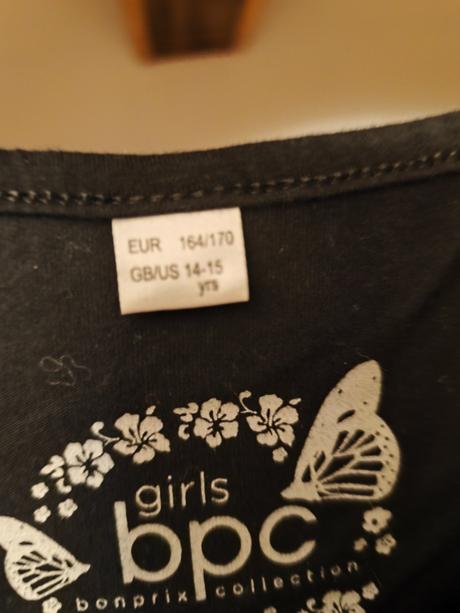 EUR 164/170
GB/US 14-15
yrs
girls
bpc
bonprix collection